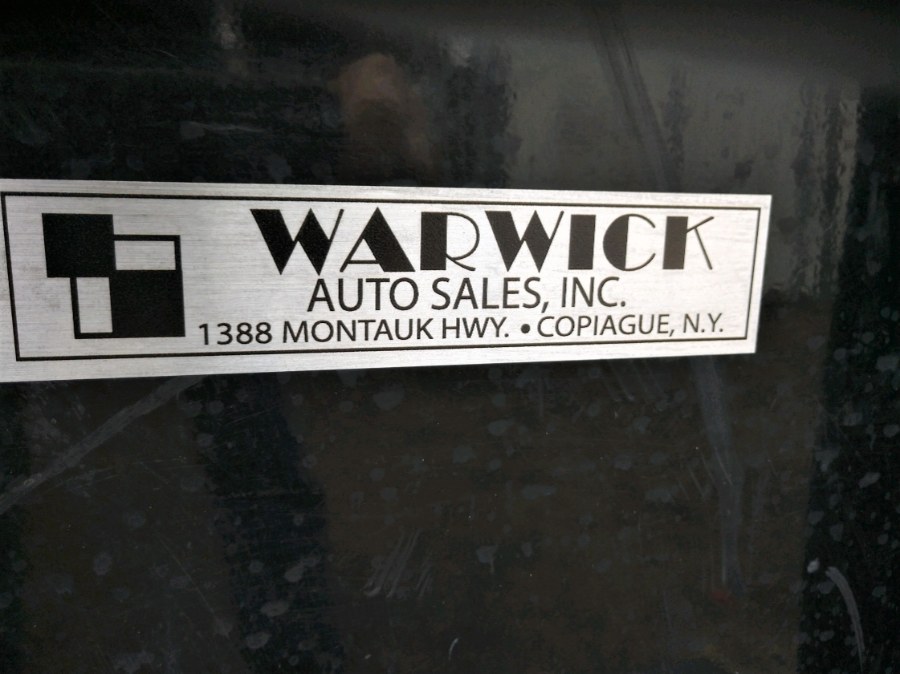 WARWICK
AUTO SALES, INC.
1388 MONTAUK HWY. • COPIAGUE, N.Y.